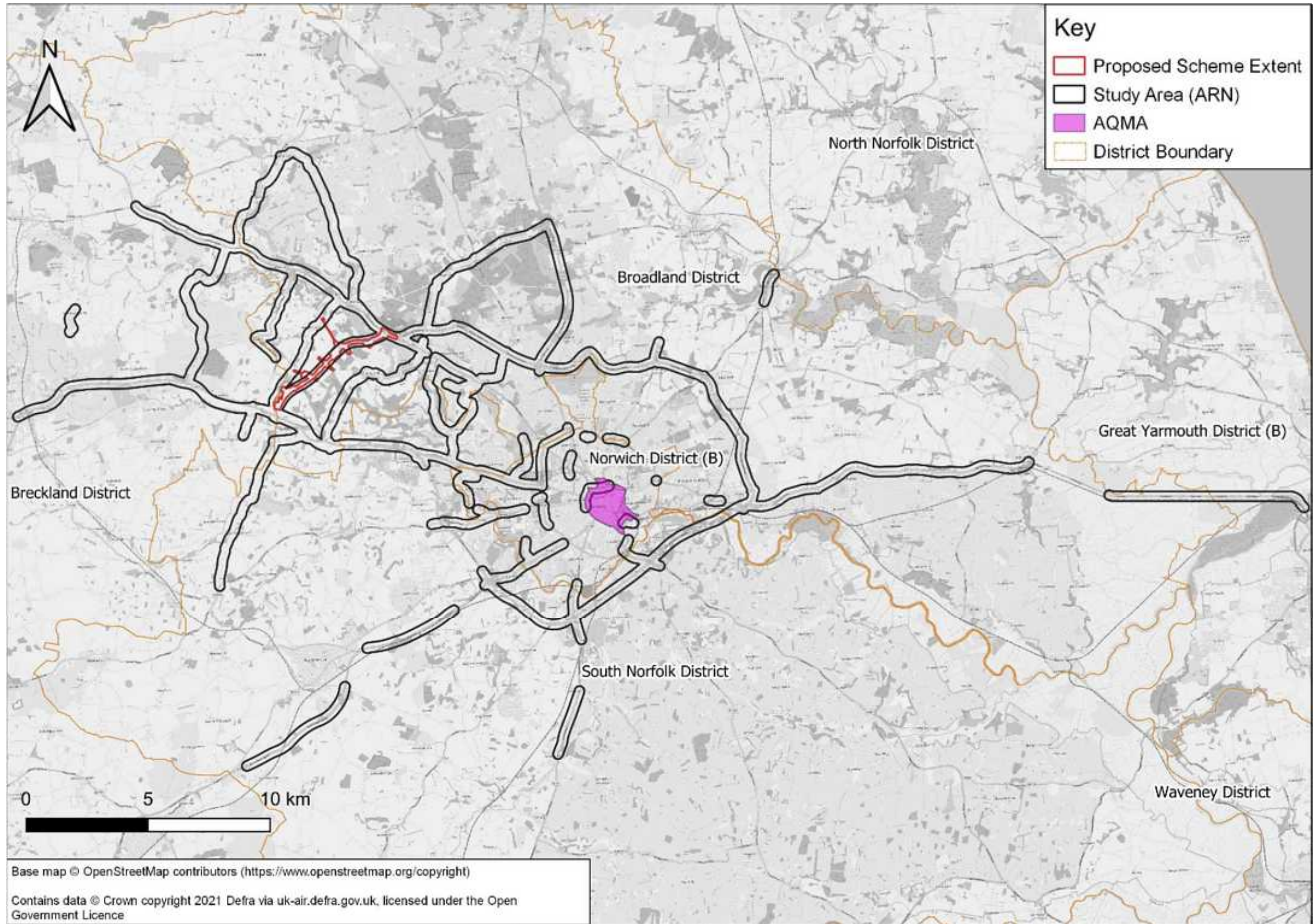 Key
Proposed Scheme Extent
Study Area (ARN)
AQMA
District Boundary
N
North Norfolk District
Broadland District
Great Yarmouth District (B)
Norwich District (B)
Breckland District
South Norfolk District
Waveney District
0 5 10 km
Base map © OpenStreetMap contributors (https://www.openstreetmap.org/copyright)
Contains data © Crown copyright 2021 Defra via uk-air.defra.gov.uk, licensed under the Open
Government Licence